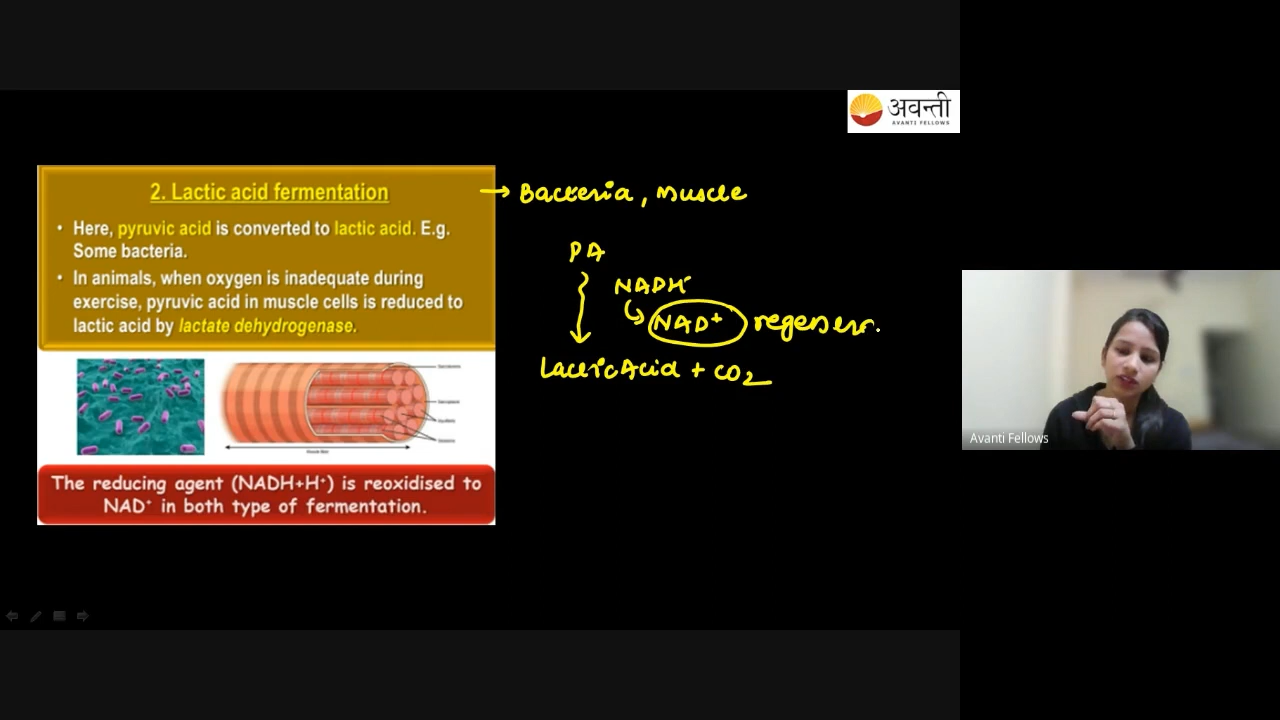 अवन्ती
AVANTI FELLOWS
2. Lactic acid fermentation
• Here, pyruvic acid is converted to lactic acid. E.g.
Some bacteria.
• In animals, when oxygen is inadequate during
exercise, pyruvic acid in muscle cells is reduced to
lactic acid by lactate dehydrogenase.
The reducing agent (NADH+H⁺) is reoxidised to
NAD⁺ in both type of fermentation.
→ Bacteria, Muscle
PA
NADH
NAD⁺ regener.
Lactic Acid + CO₂
Avanti Fellows